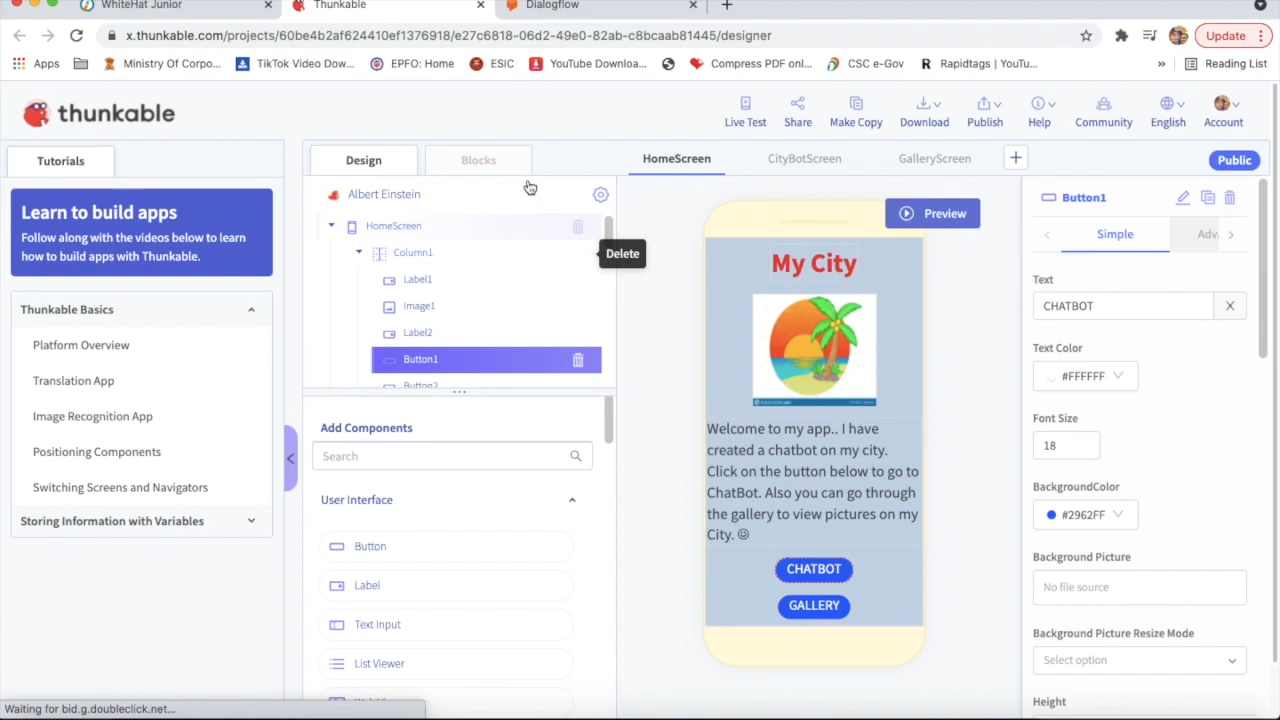 WhiteHat Junior
Thunkable
Dialogflow
x.thunkable.com/projects/60be4b2af624410ef1376918/e27c6818-06d2-49e0-82ab-c8bcaab81445/designer
Update
Apps
Ministry Of Corpo...
TikTok Video Dow...
EPFO: Home
ESIC
YouTube Downloa...
Compress PDF onl...
CSC e-Gov
Rapidtags | YouTu...
»
Reading List
thunkable
Live Test
Share
Make Copy
Download
Publish
Help
Community
English
Account
Tutorials
Design
Blocks
HomeScreen
CityBotScreen
GalleryScreen
Public
Learn to build apps
Follow along with the videos below to learn
how to build apps with Thunkable.
Thunkable Basics
Platform Overview
Translation App
Image Recognition App
Positioning Components
Switching Screens and Navigators
Storing Information with Variables
Albert Einstein
HomeScreen
Column1
Delete
Label1
Image1
Label2
Button1
Button2
Add Components
Search
User Interface
Button
Label
Text Input
List Viewer
Preview
My City
Welcome to my app.. I have
created a chatbot on my city.
Click on the button below to go to
ChatBot. Also you can go through
the gallery to view pictures on my
City. ☺
CHATBOT
GALLERY
Button1
Simple
Adv
Text
CHATBOT
Text Color
#FFFFFF
Font Size
18
BackgroundColor
#2962FF
Background Picture
No file source
Background Picture Resize Mode
Select option
Height
Waiting for bid.g.doubleclick.net...